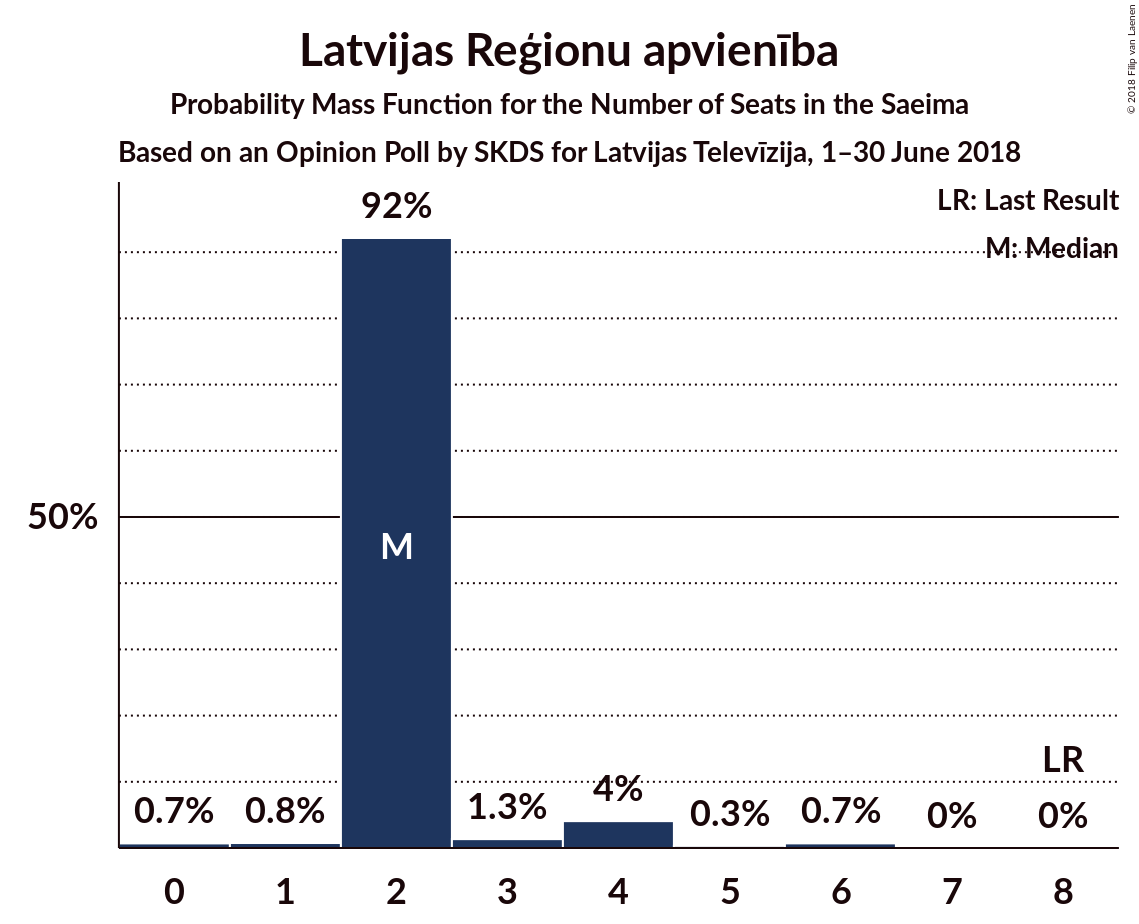 Latvijas Reģionu apvienība
Probability Mass Function for the Number of Seats in the Saeima
Based on an Opinion Poll by SKDS for Latvijas Televīzija, 1–30 June 2018
© 2018 Filip van Laenen
LR: Last Result
M: Median
92%
50%
M
LR
0.7%
0.8%
1.3%
4%
0.3%
0.7%
0%
0%
0 1 2 3 4 5 6 7 8